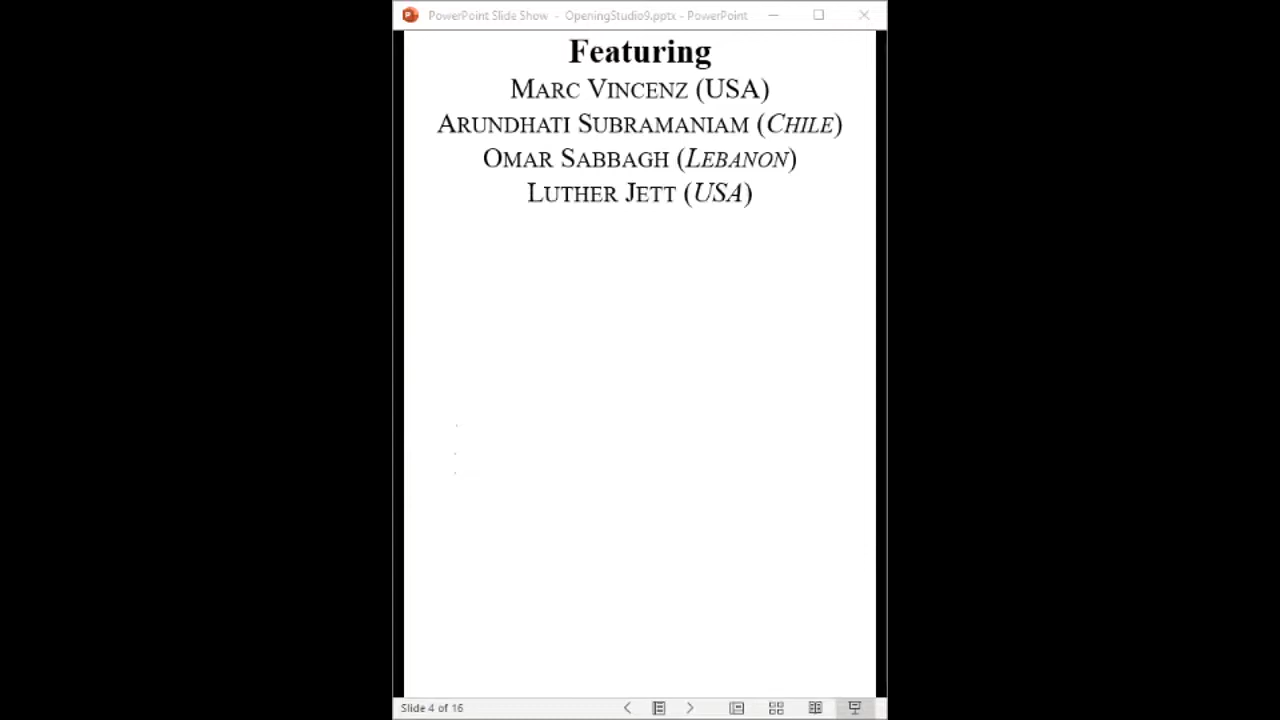 PowerPoint Slide Show - OpeningStudio9.pptx - PowerPoint
Featuring
MARC VINCENZ (USA)
ARUNDHATI SUBRAMANIAM (CHILE)
OMAR SABBAGH (LEBANON)
LUTHER JETT (USA)
Slide 4 of 16